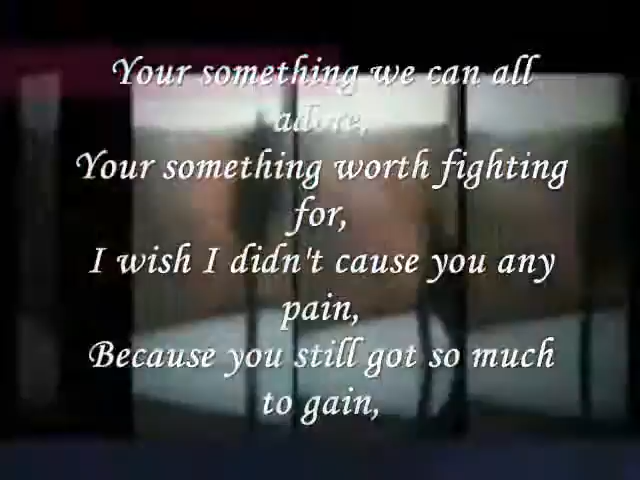 Your something we can all
adore,
Your something worth fighting
for,
I wish I didn't cause you any
pain,
Because you still got so much
to gain,